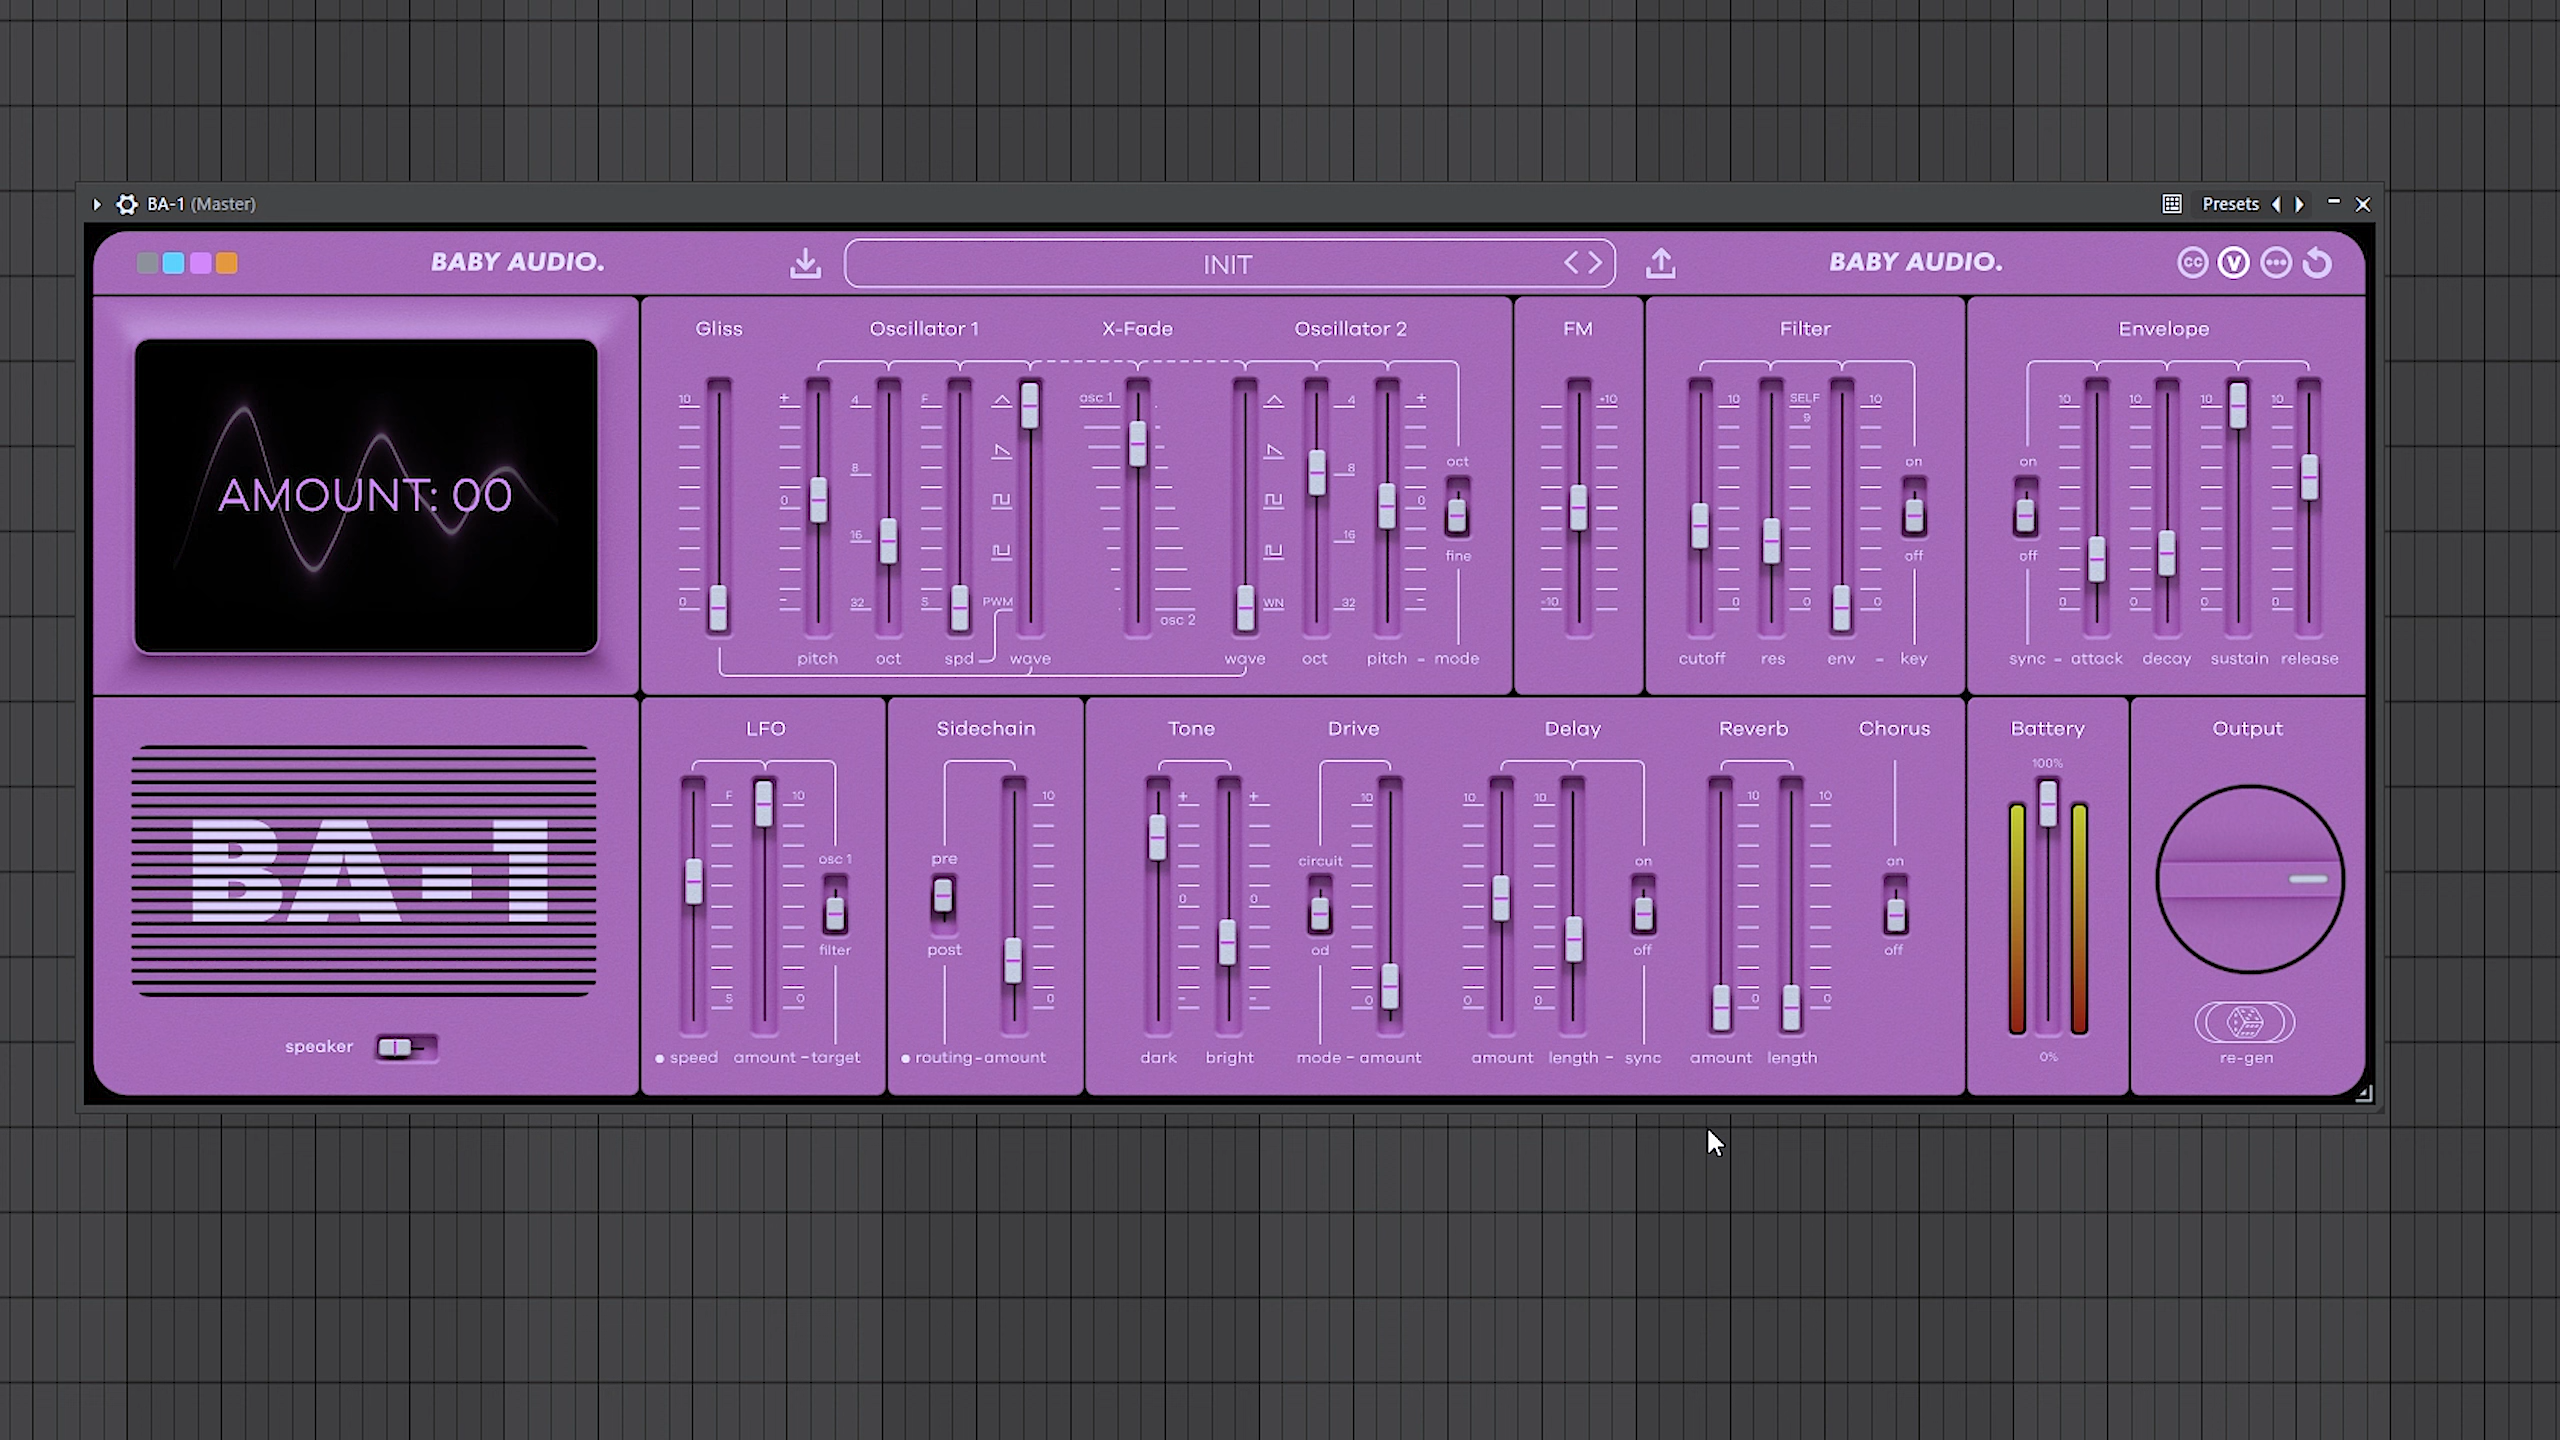 BA-1 (Master)
Presets
BABY AUDIO.
INIT
BABY AUDIO.
CC V
AMOUNT: 00
Gliss
Oscillator 1
X-Fade
Oscillator 2
10 + 4 F
osc 1
4 +
8
0
16
0 - 32 S PWM
osc 2
WN
8
0
16
32 -
oct
fine
pitch oct spd wave
wave oct pitch - mode
FM
+10
-10
Filter
10 SELF 10
9
on
off
0 0 0
cutoff res env - key
Envelope
10 10 10 10
on
off
0 0 0 0
sync - attack decay sustain release
BA-1
speaker
LFO
F 10
osc 1
filter
S 0
speed amount - target
Sidechain
10
pre
post
0
routing - amount
Tone
Drive
Delay
Reverb
Chorus
+ + 10 10 10 10 10
0 0
circuit
od
on
off
on
off
- - 0 0 0 0 0
dark bright
mode - amount
amount length - sync
amount length
Battery
100%
0%
Output
re-gen